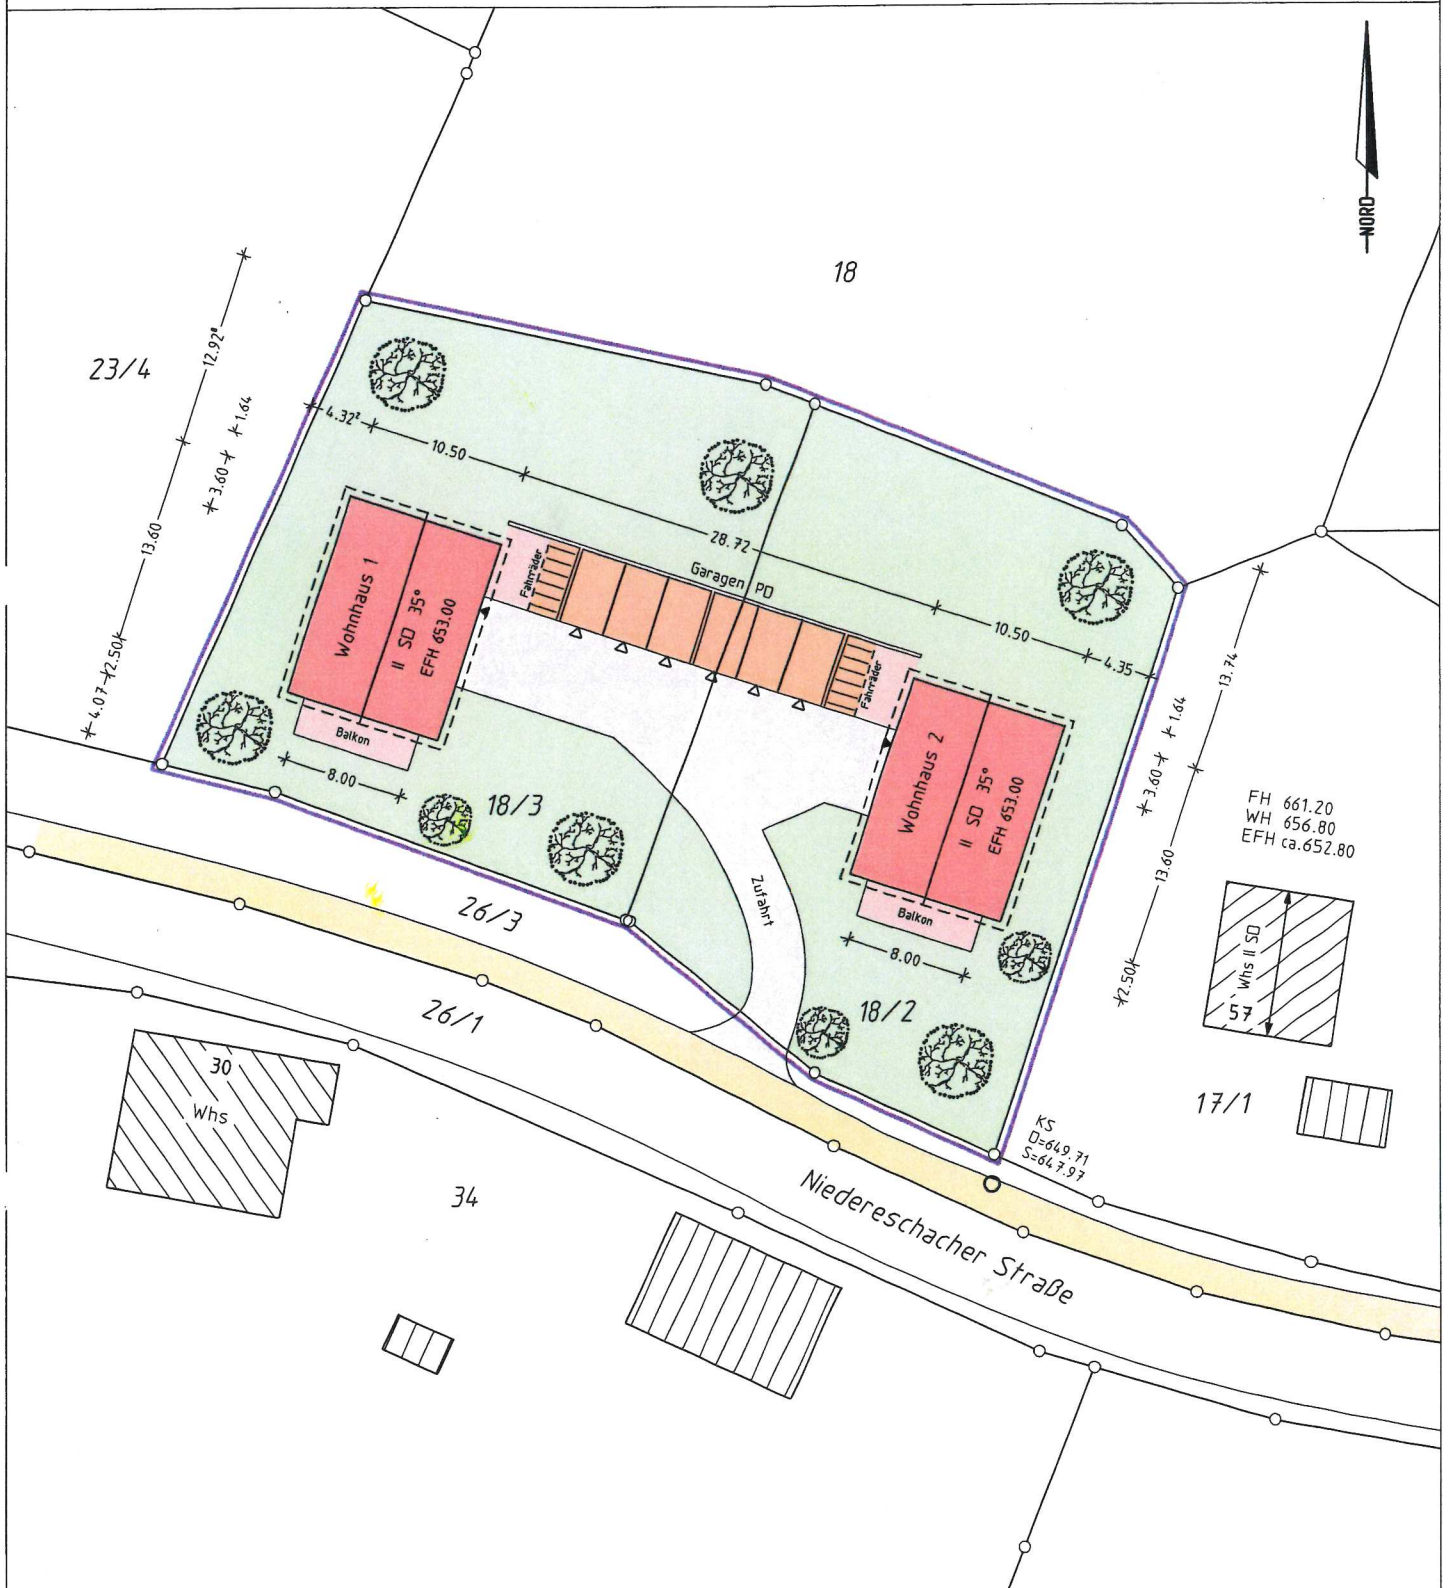 NORD
18
12.92⁸
23/4
1.64
3.60
4.32²
10.50
28.72
Garagen PD
13.60
2.50
4.07
Wohnhaus 1
II SD 35°
EFH 653.00
Fahrräder
Fahrräder
10.50
4.35
13.74
1.64
3.60
13.60
2.50
Balkon
8.00
18/3
Wohnhaus 2
II SD 35°
EFH 653.00
FH 661.20
WH 656.80
EFH ca.652.80
Zufahrt
Balkon
8.00
26/3
26/1
18/2
Whs II SD
57
17/1
30
Whs
KS
D=649.71
S=647.97
34
Niedereschacher Straße